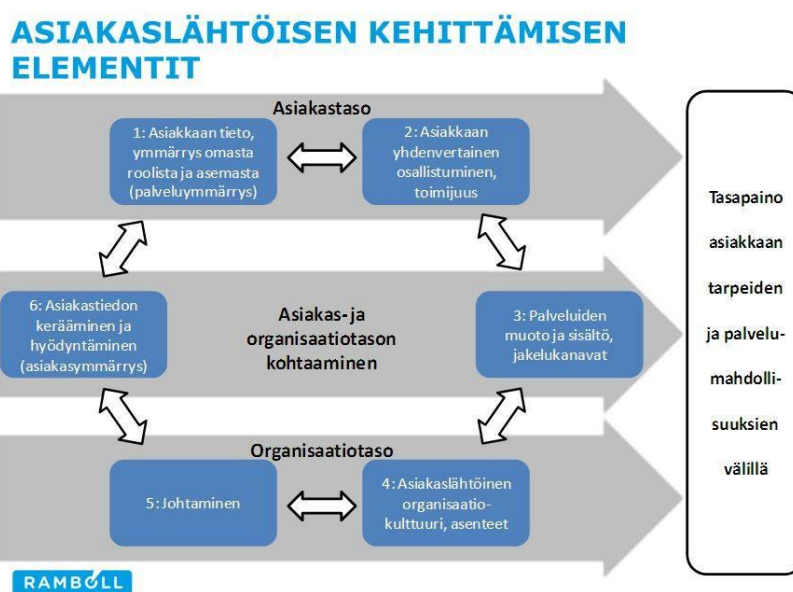 ASIAKASLÄHTÖISEN KEHITTÄMISEN
ELEMENTIT
Asiakastaso
1: Asiakkaan tieto,
ymmärrys omasta
roolista ja asemasta
(palveluymmärrys)
2: Asiakkaan
yhdenvertainen
osallistuminen,
toimijuus
6: Asiakastiedon
kerääminen ja
hyödyntäminen
(asiakasymmärrys)
Asiakas- ja
organisaatiotason
kohtaaminen
3: Palveluiden
muoto ja sisältö,
jakelukanavat
Organisaatiotaso
5: Johtaminen
4: Asiakaslähtöinen
organisaatio-
kulttuuri, asenteet
Tasapaino
asiakkaan
tarpeiden
ja palvelu-
mahdolli-
suuksien
välillä
RAMBOLL